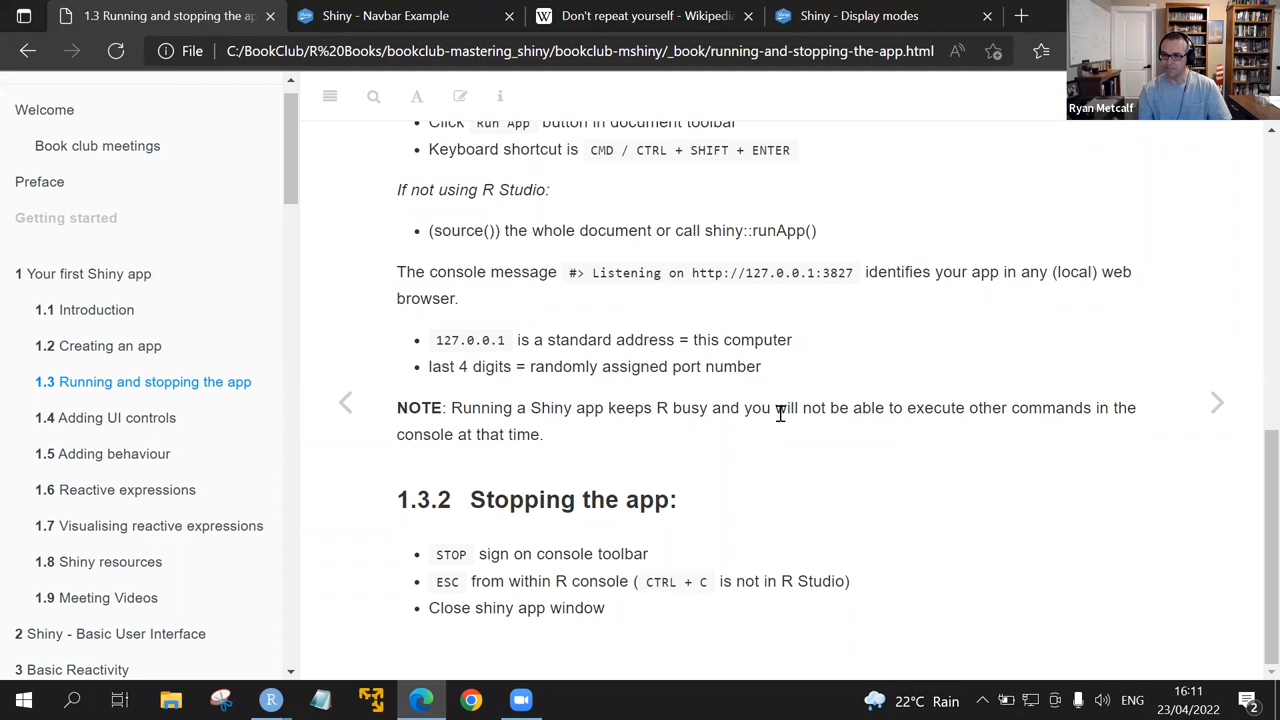 1.3 Running and stopping the ap
Shiny - Navbar Example
Don't repeat yourself - Wikipedi
Shiny - Display modes
File C:/BookClub/R%20Books/bookclub-mastering_shiny/bookclub-mshiny/_book/running-and-stopping-the-app.html
Ryan Metcalf
Welcome
Book club meetings
Preface
Getting started
1 Your first Shiny app
1.1 Introduction
1.2 Creating an app
1.3 Running and stopping the app
1.4 Adding UI controls
1.5 Adding behaviour
1.6 Reactive expressions
1.7 Visualising reactive expressions
1.8 Shiny resources
1.9 Meeting Videos
2 Shiny - Basic User Interface
3 Basic Reactivity
Click Run App button in document toolbar
Keyboard shortcut is CMD / CTRL + SHIFT + ENTER
If not using R Studio:
(source()) the whole document or call shiny::runApp()
The console message #> Listening on http://127.0.0.1:3827 identifies your app in any (local) web
browser.
127.0.0.1 is a standard address = this computer
last 4 digits = randomly assigned port number
NOTE: Running a Shiny app keeps R busy and you will not be able to execute other commands in the
console at that time.
1.3.2 Stopping the app:
STOP sign on console toolbar
ESC from within R console ( CTRL + C is not in R Studio)
Close shiny app window
22°C Rain
ENG
16:11
23/04/2022
2